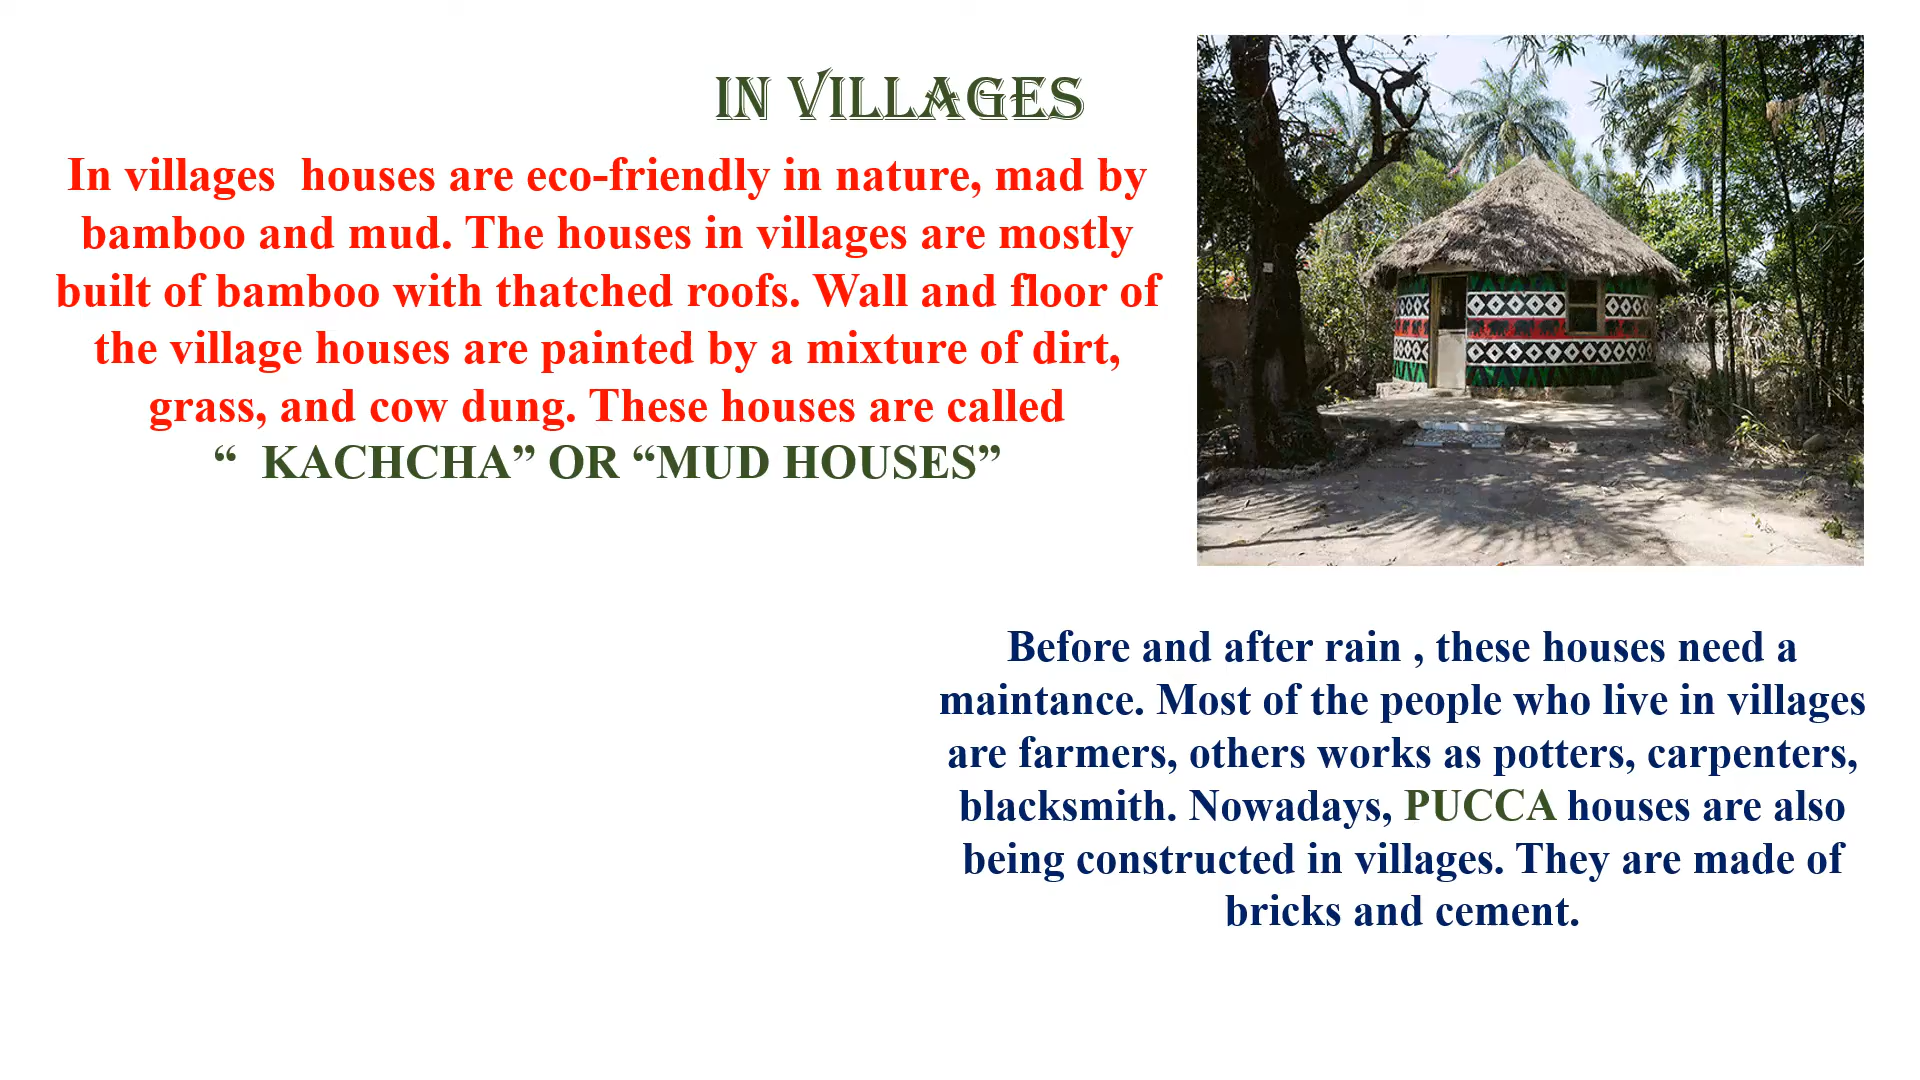 IN VILLAGES
In villages  houses are eco-friendly in nature, mad by
bamboo and mud. The houses in villages are mostly
built of bamboo with thatched roofs. Wall and floor of
the village houses are painted by a mixture of dirt,
grass, and cow dung. These houses are called
“  KACHCHA” OR “MUD HOUSES”
Before and after rain , these houses need a
maintance. Most of the people who live in villages
are farmers, others works as potters, carpenters,
blacksmith. Nowadays, PUCCA houses are also
being constructed in villages. They are made of
bricks and cement.